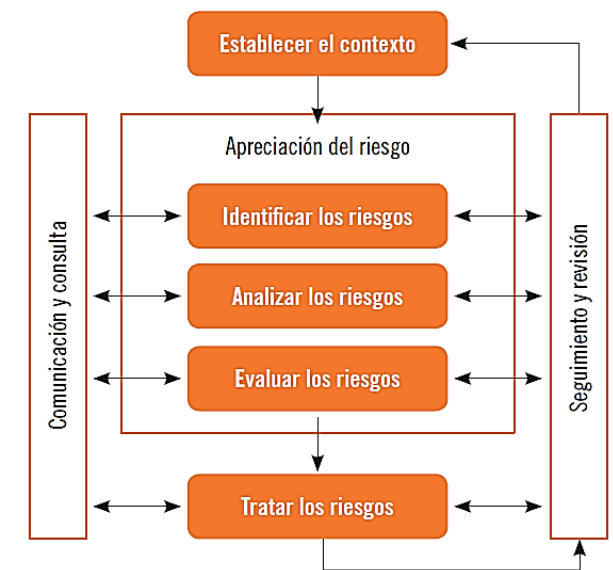 Establecer el contexto
Apreciación del riesgo
Identificar los riesgos
Analizar los riesgos
Evaluar los riesgos
Tratar los riesgos
Comunicación y consulta
Seguimiento y revisión